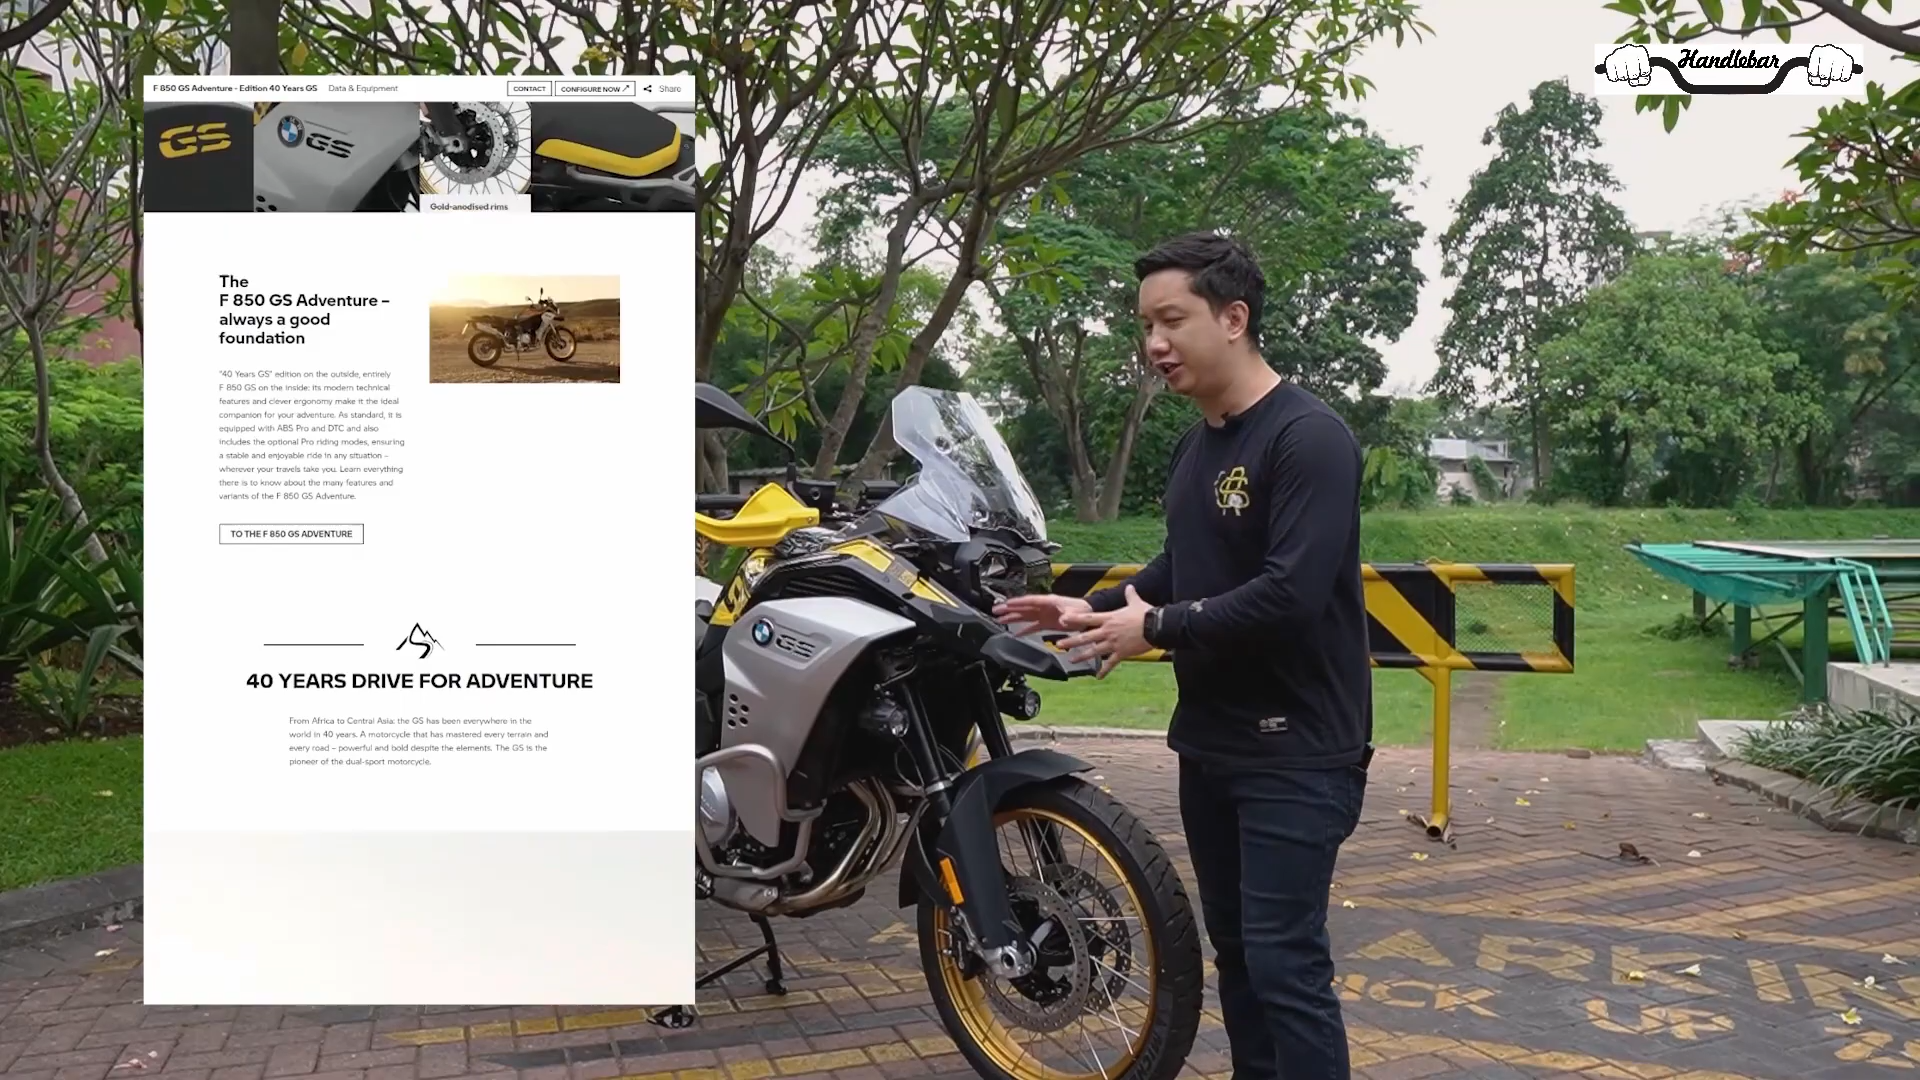 Handlebar
F 850 GS Adventure - Edition 40 Years GS
Data & Equipment
CONTACT
CONFIGURE NOW
Share
GS
GS
Gold-anodised rims
The
F 850 GS Adventure –
always a good
foundation
"40 Years GS" edition on the outside, entirely
F 850 GS on the inside: its modern technical
features and clever ergonomy make it the ideal
companion for your adventure. As standard, it is
equipped with ABS Pro and DTC and also
includes the optional Pro riding modes, ensuring
a stable and enjoyable ride in any situation –
wherever your travels take you. Learn everything
there is to know about the many features and
variants of the F 850 GS Adventure.
TO THE F 850 GS ADVENTURE
40 YEARS DRIVE FOR ADVENTURE
From Africa to Central Asia: the GS has been everywhere in the
world in 40 years. A motorcycle that has mastered every terrain and
every road – powerful and bold despite the elements. The GS is the
pioneer of the dual-sport motorcycle.
GS
UP